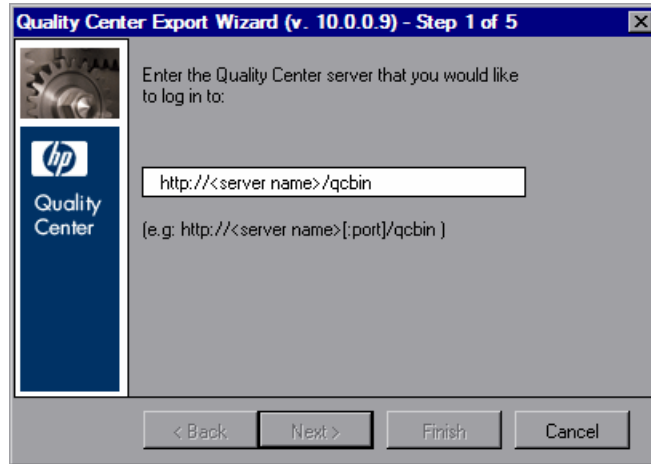 Quality Center Export Wizard (v. 10.0.0.9) - Step 1 of 5
Enter the Quality Center server that you would like
to log in to:
hp
Quality
Center
http://<server name>/qcbin
(e.g: http://<server name>[:port]/qcbin )
< Back
Next >
Finish
Cancel